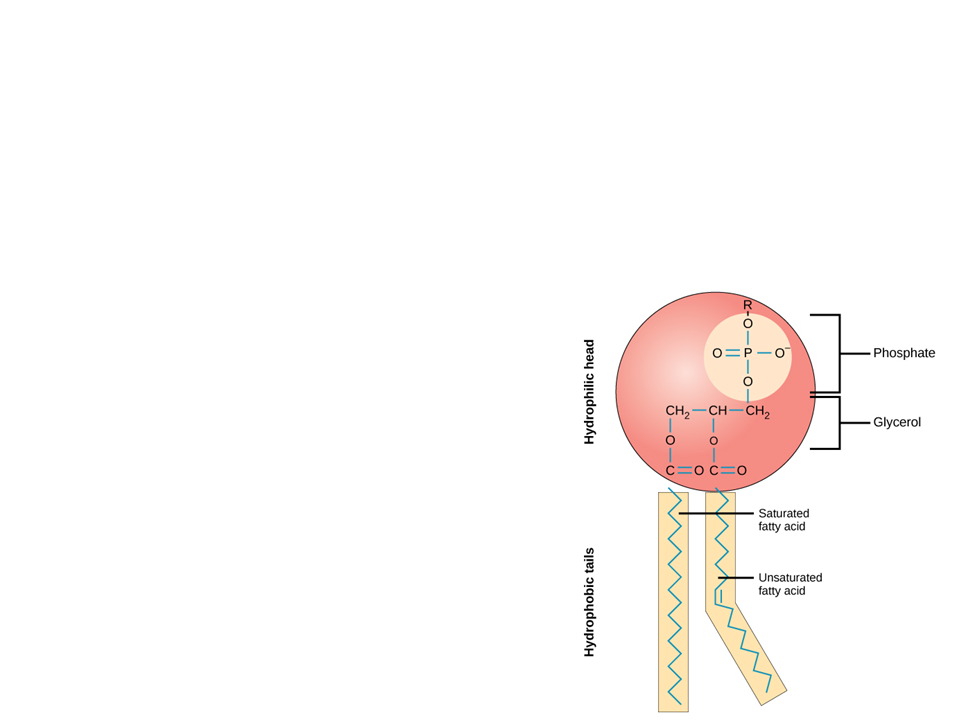 R
O
O P O–
O
CH2 CH CH2
O O
C O C O
Phosphate
Glycerol
Hydrophilic head
Saturated
fatty acid
Unsaturated
fatty acid
Hydrophobic tails